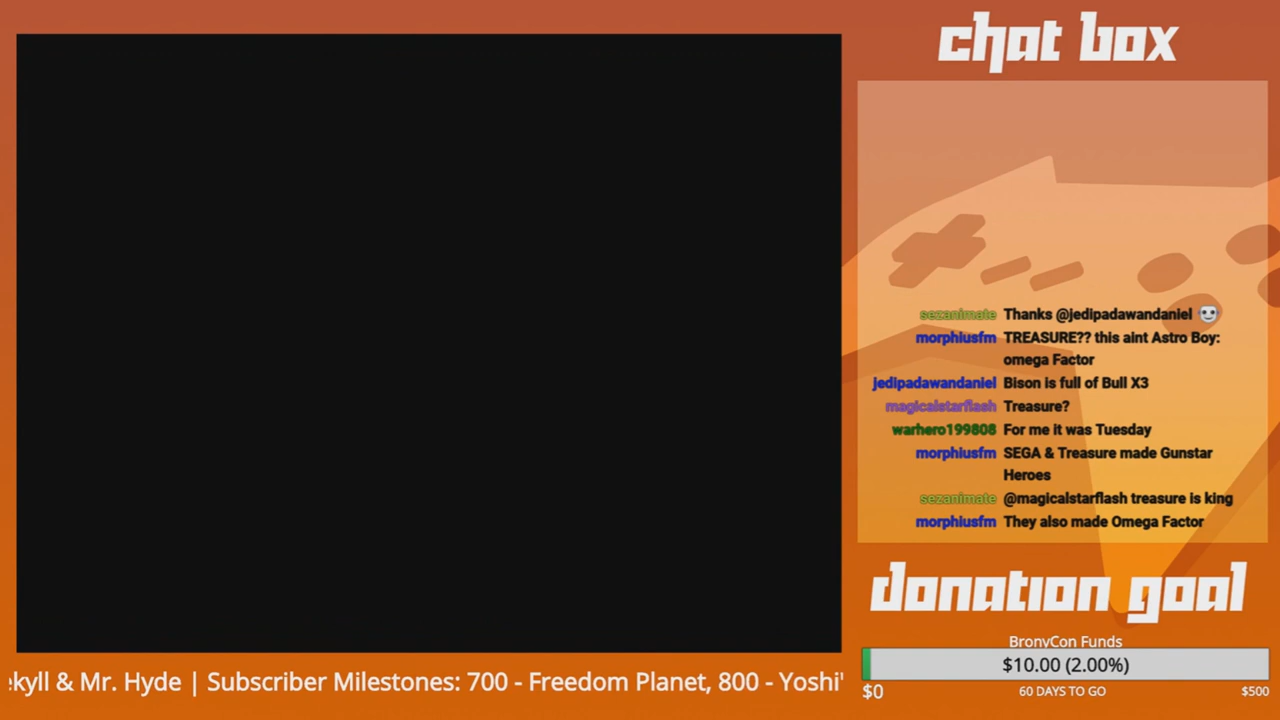 chat box
sezanimate Thanks @jedipadawandaniel
morphiusfm TREASURE?? this aint Astro Boy:
omega Factor
jedipadawandaniel Bison is full of Bull X3
magicalstarflash Treasure?
warhero199808 For me it was Tuesday
morphiusfm SEGA & Treasure made Gunstar
Heroes
sezanimate @magicalstarflash treasure is king
morphiusfm They also made Omega Factor
donation goal
BronyCon Funds
$10.00 (2.00%)
$0 60 DAYS TO GO $500
ekyll & Mr. Hyde | Subscriber Milestones: 700 - Freedom Planet, 800 - Yoshi'